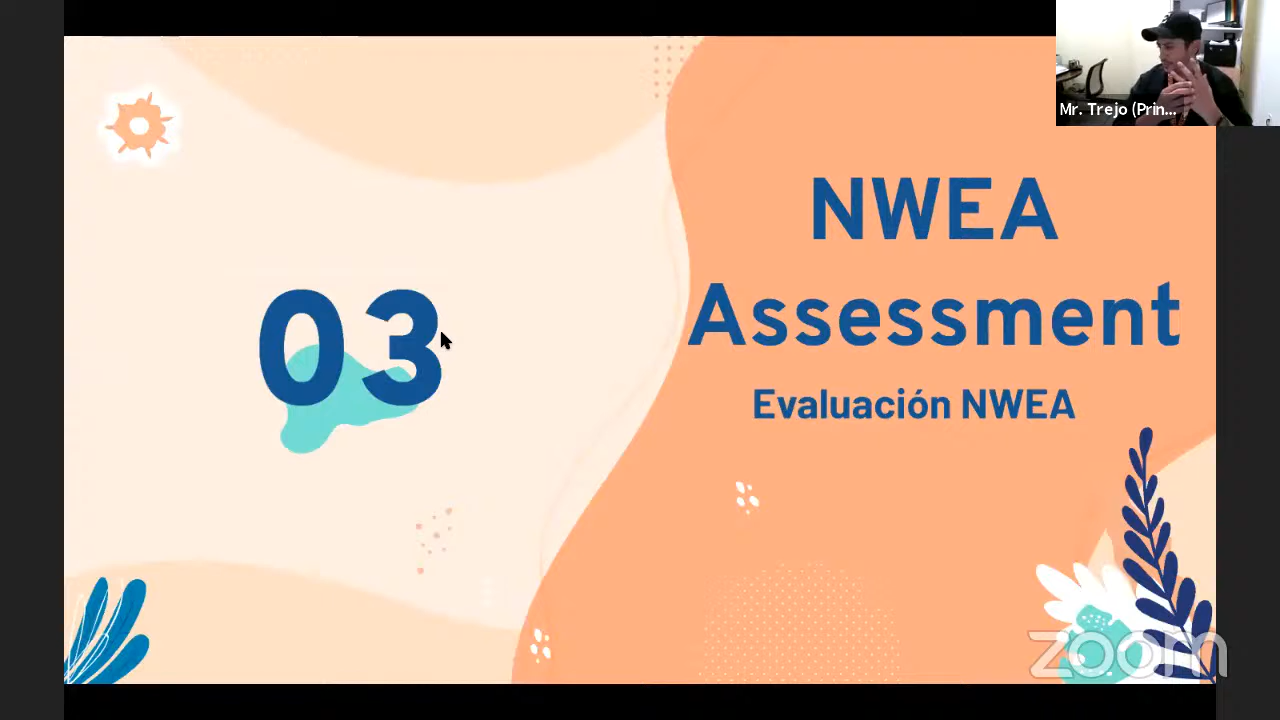 Mr. Trejo (Prin...
NWEA
03
Assessment
Evaluación NWEA
zoom